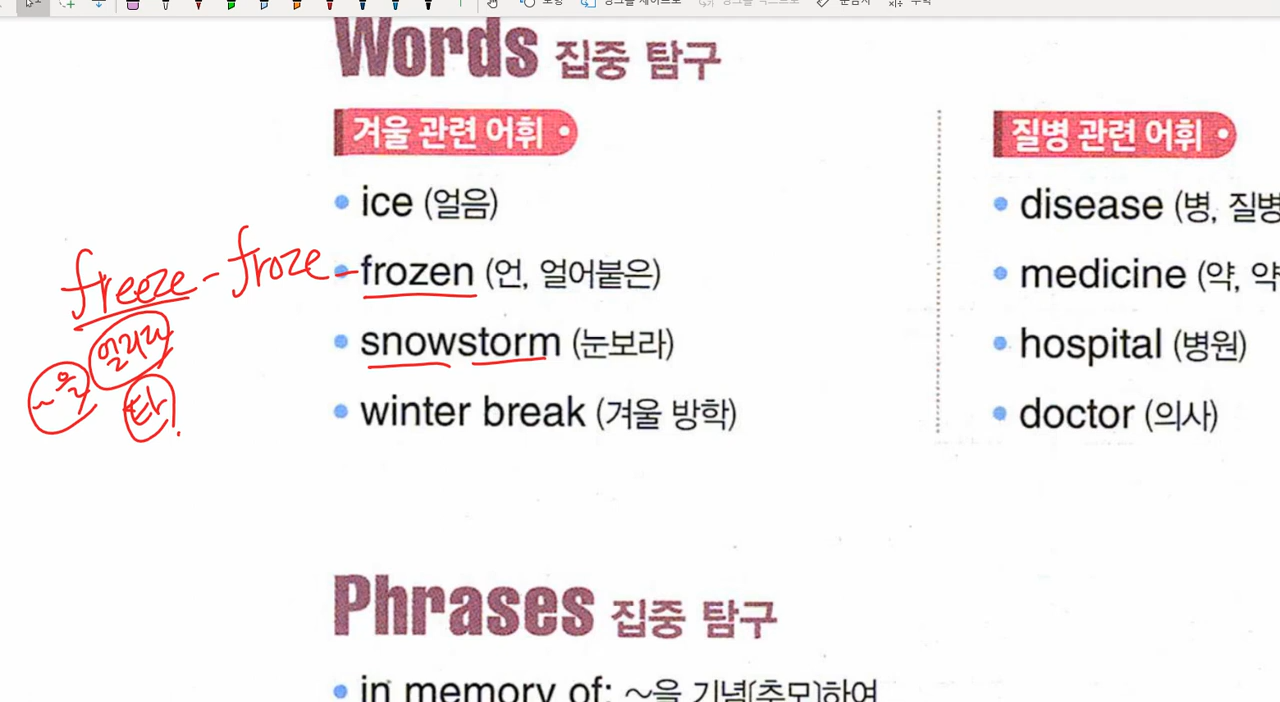 Words 집중 탐구
겨울 관련 어휘
ice (얼음)
freeze - froze - frozen (언, 얼어붙은)
얼리다
~을
타
snowstorm (눈보라)
winter break (겨울 방학)
질병 관련 어휘
disease (병, 질병
medicine (약, 약
hospital (병원)
doctor (의사)
Phrases 집중 탐구
in memory of: ~을 기념(추모)하여